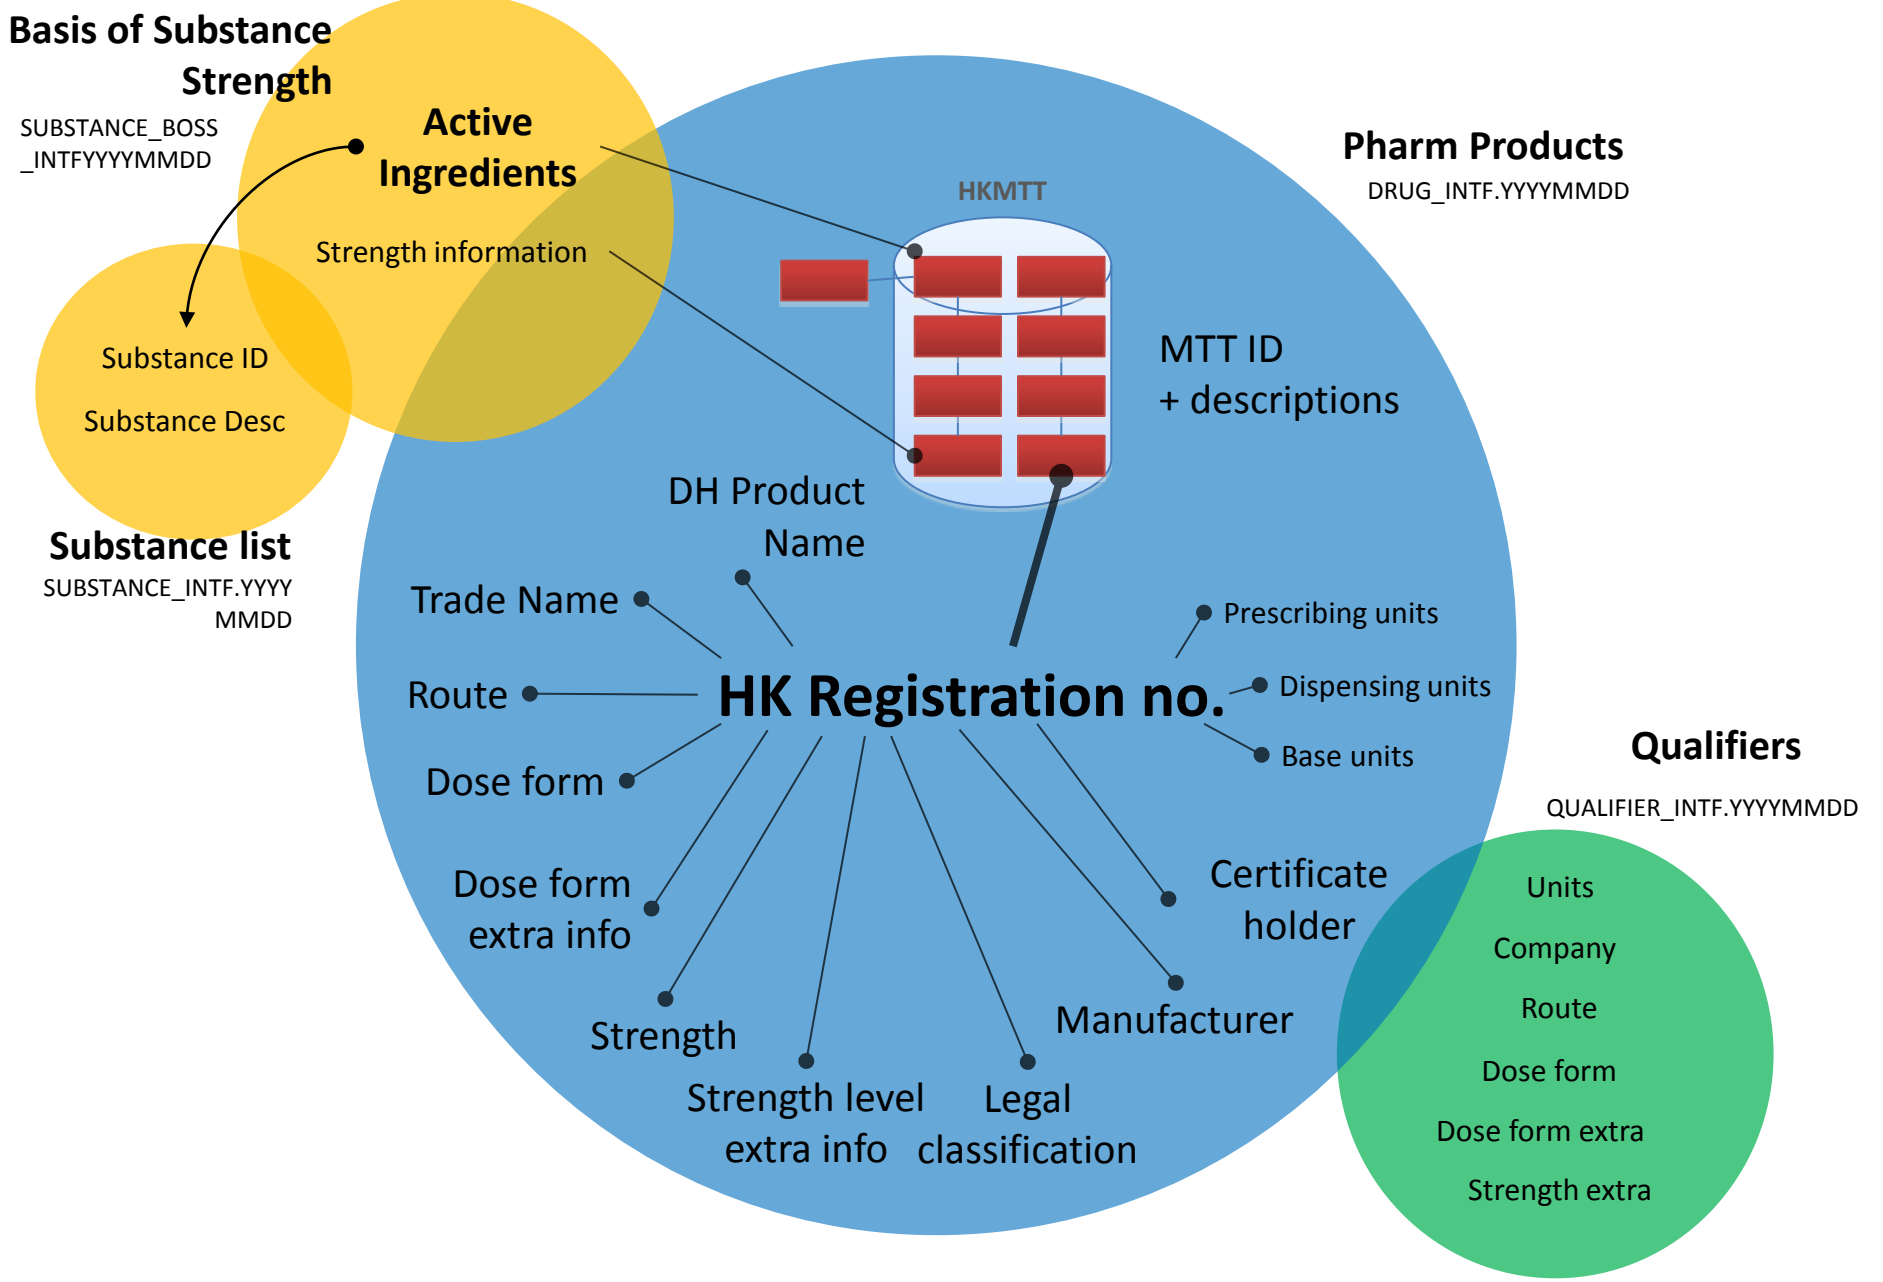 Basis of Substance
Strength
SUBSTANCE_BOSS
_INTFYYYYMMDD
Active
Ingredients
Strength information
Substance ID
Substance Desc
Substance list
SUBSTANCE_INTF.YYYY
MMDD
Pharm Products
DRUG_INTF.YYYYMMDD
HKMTT
MTT ID
+ descriptions
DH Product
Name
Trade Name
Route
Dose form
Dose form
extra info
Strength
Strength level
extra info
Legal
classification
Manufacturer
Certificate
holder
HK Registration no.
Prescribing units
Dispensing units
Base units
Qualifiers
QUALIFIER_INTF.YYYYMMDD
Units
Company
Route
Dose form
Dose form extra
Strength extra